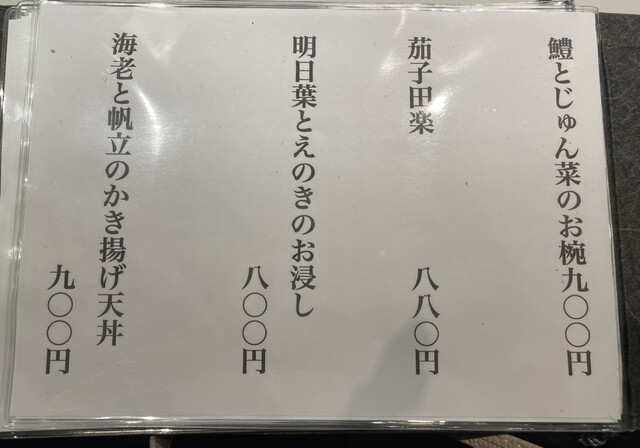 鱧とじゅん菜のお椀九〇〇円
茄子田楽 八八〇円
明日葉とえのきのお浸し
八〇〇円
海老と帆立のかき揚げ天丼
九〇〇円